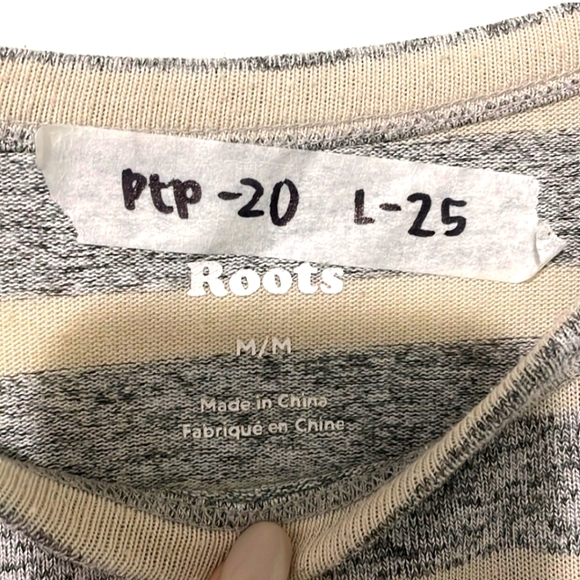 PtP -20 L-25
Roots
M/M
Made in China
Fabriqué en Chine